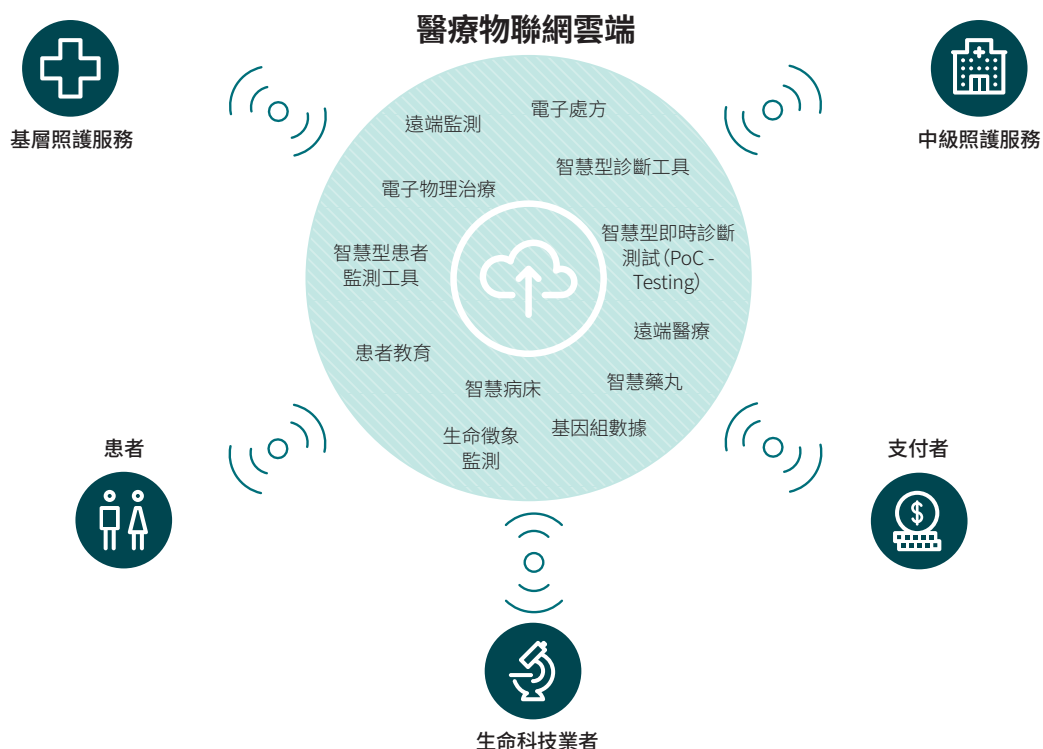 醫療物聯網雲端
基層照護服務
中級照護服務
遠端監測
電子處方
智慧型診斷工具
電子物理治療
智慧型患者
監測工具
智慧型即時診斷
測試(PoC -
Testing)
遠端醫療
患者教育
智慧病床
智慧藥丸
生命徵象
監測
基因組數據
患者
支付者
$
生命科技業者